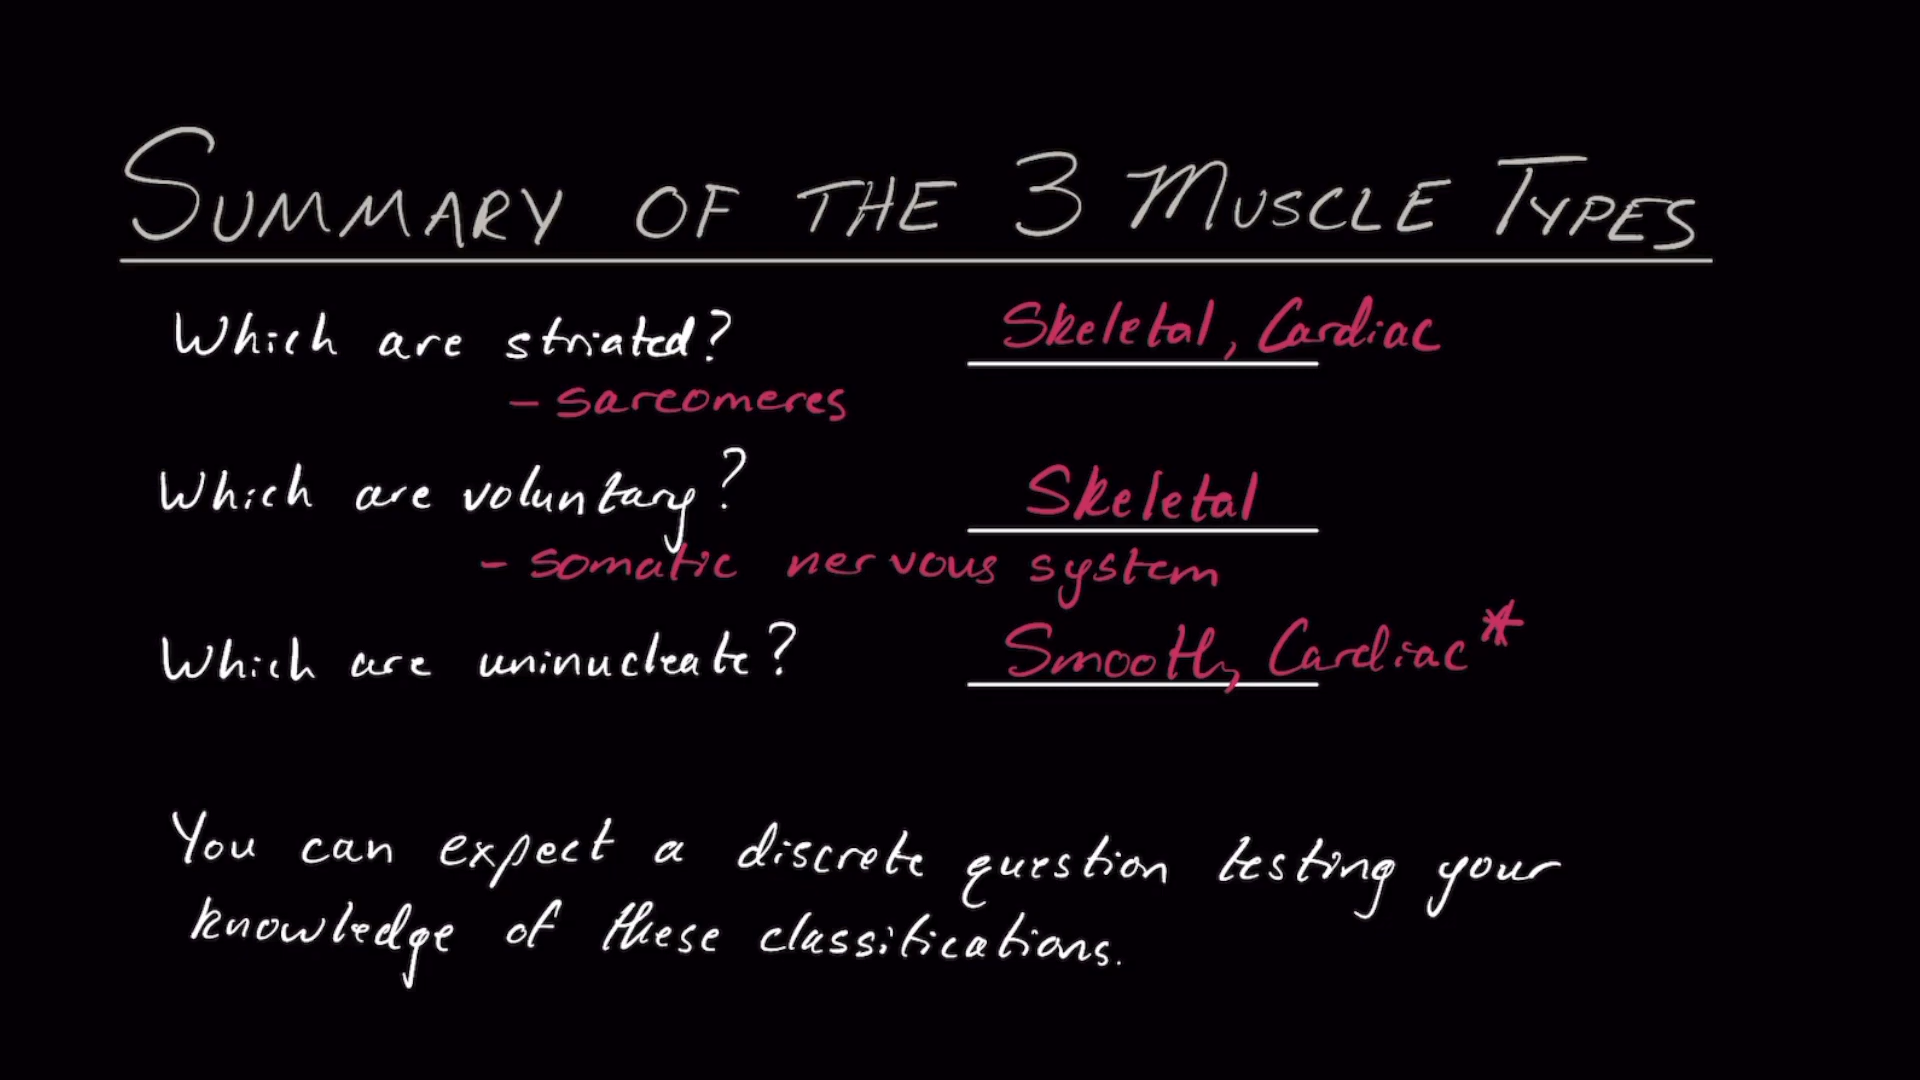 SUMMARY OF THE 3 MUSCLE TYPES
Which are striated? Skeletal, Cardiac
- sarcomeres
Which are voluntary? Skeletal
- somatic nervous system
Which are uninucleate? Smooth, Cardiac*
You can expect a discrete question testing your
knowledge of these classifications.